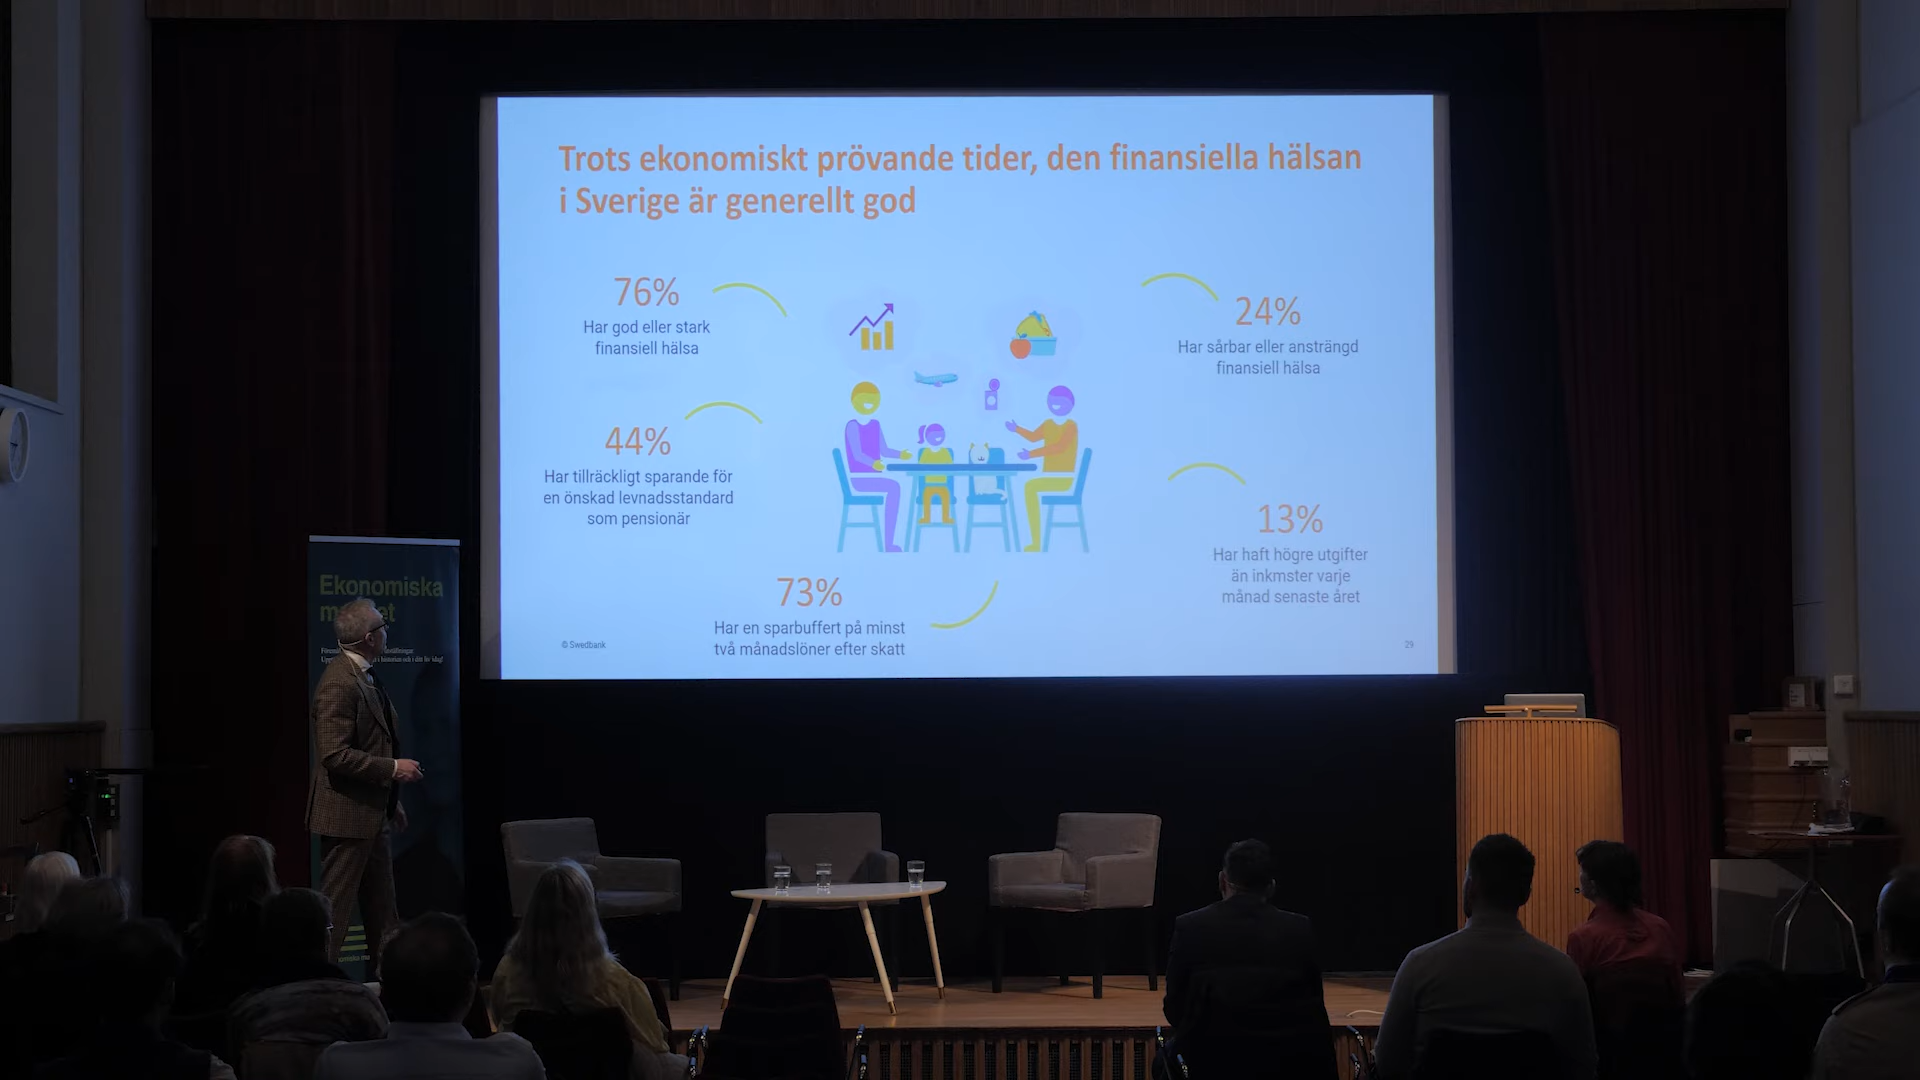 Trots ekonomiskt prövande tider, den finansiella hälsan
i Sverige är generellt god
76%
Har god eller stark
finansiell hälsa
24%
Har sårbar eller ansträngd
finansiell hälsa
44%
Har tillräckligt sparande för
en önskad levnadsstandard
som pensionär
13%
Har haft högre utgifter
än inkmster varje
månad senaste året
73%
Har en sparbuffert på minst
två månadslöner efter skatt
© Swedbank
29
Ekonomiska